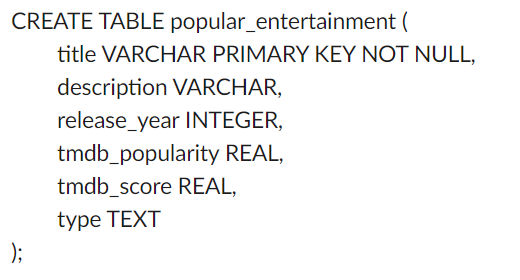 CREATE TABLE popular_entertainment (
title VARCHAR PRIMARY KEY NOT NULL,
description VARCHAR,
release_year INTEGER,
tmdb_popularity REAL,
tmdb_score REAL,
type TEXT
);